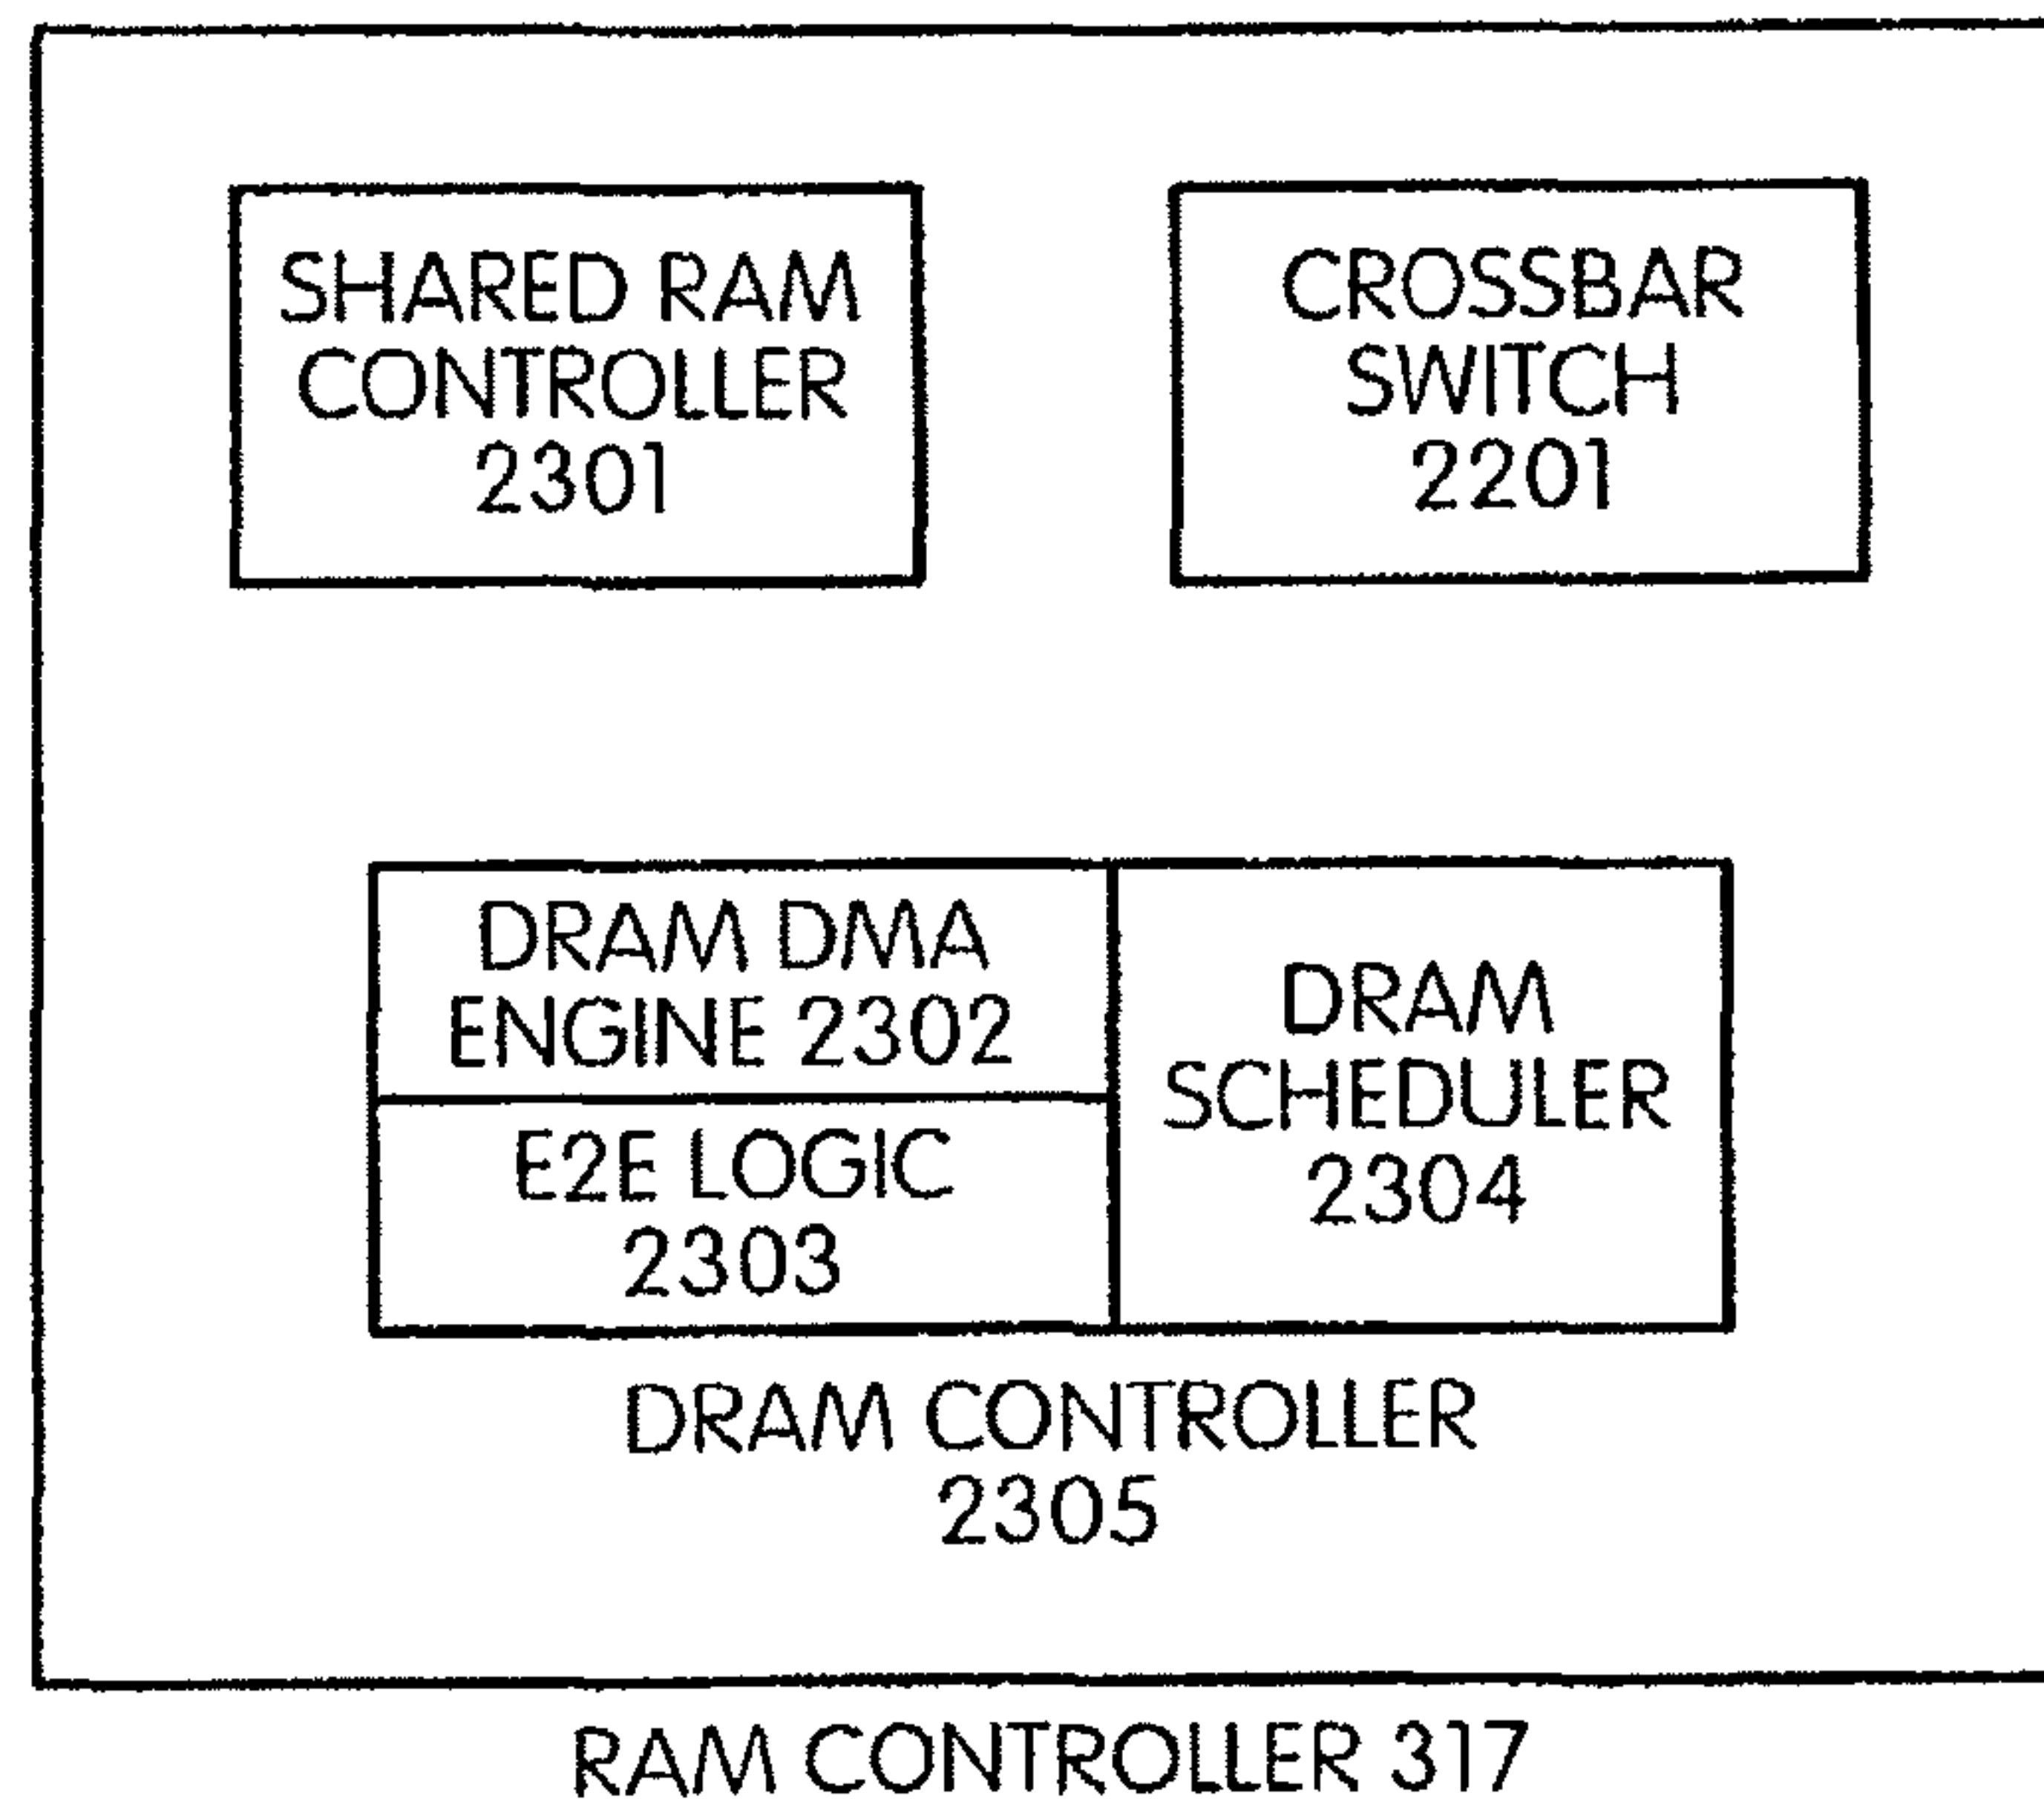 SHARED RAM
CONTROLLER
2301
CROSSBAR
SWITCH
2201
DRAM DMA
ENGINE 2302
E2E LOGIC
2303
DRAM
SCHEDULER
2304
DRAM CONTROLLER
2305
RAM CONTROLLER 317